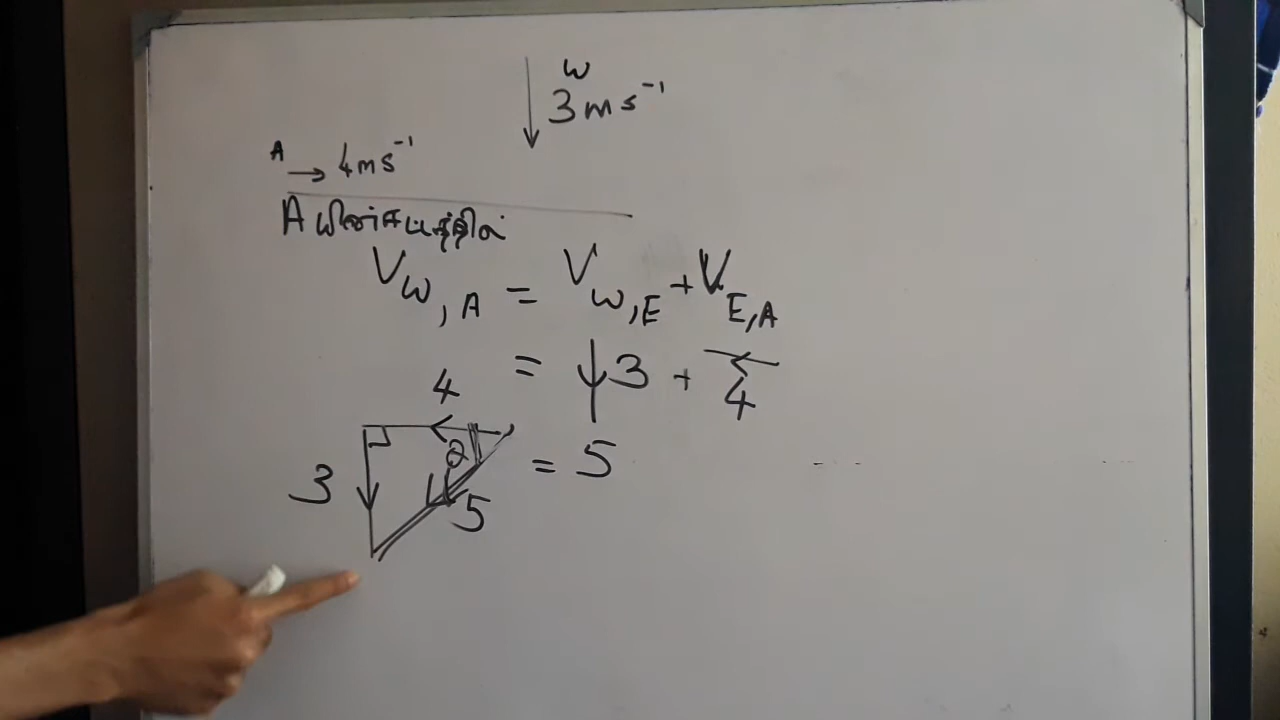 W
3ms⁻¹
A → 4ms⁻¹
A
V_{W,A} = V_{W,E} + V_{E,A}
= ↓3 + ←4
4
3
5
= 5